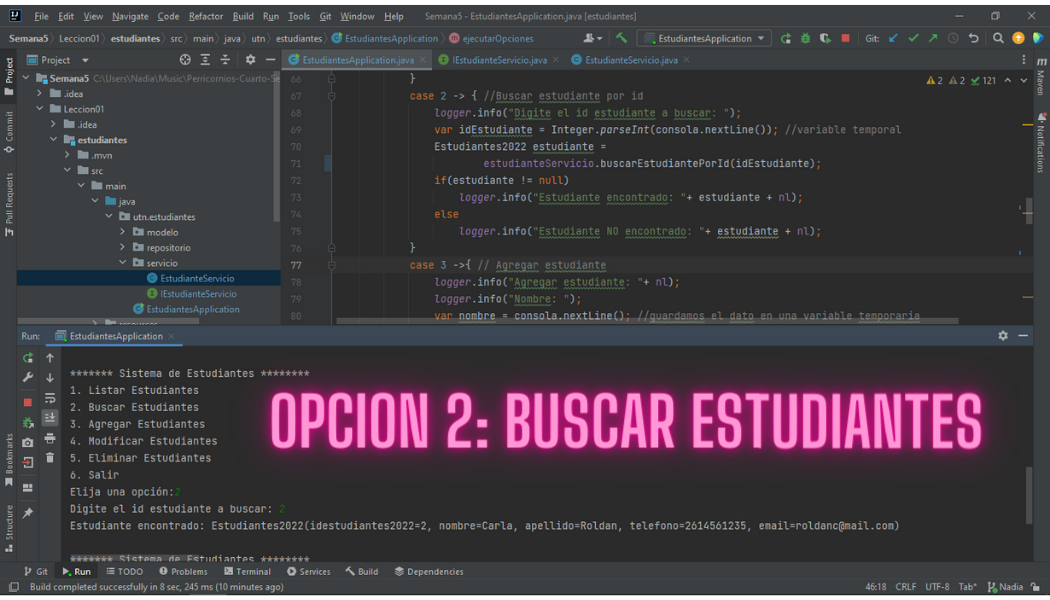 File Edit View Navigate Code Refactor Build Run Tools Git Window Help Semana5 - EstudiantesApplication.java [estudiantes]
Semana5 Leccion01 estudiantes src main java utn estudiantes EstudiantesApplication ejecutarOpciones EstudiantesApplication Git:
Project EstudiantesApplication.java IEstudianteServicio.java EstudianteServicio.java
Semana5 C:\Users\Nadia\Music\Perricornios-Cuarto-Se
.idea
Leccion01
.idea
estudiantes
.mvn
src
main
java
utn.estudiantes
modelo
repositorio
servicio
EstudianteServicio
IEstudianteServicio
EstudiantesApplication
resources
Project
Commit
Pull Requests
Bookmarks
Structure
Maven
Notifications
2 2 121
66 }
67 case 2 -> { //Buscar estudiante por id
68 logger.info("Digite el id estudiante a buscar: ");
69 var idEstudiante = Integer.parseInt(consola.nextLine()); //variable temporal
70 Estudiantes2022 estudiante =
71 estudianteServicio.buscarEstudiantePorId(idEstudiante);
72 if(estudiante != null)
73 logger.info("Estudiante encontrado: "+ estudiante + nl);
74 else
75 logger.info("Estudiante NO encontrado: "+ estudiante + nl);
76 }
77 case 3 ->{ // Agregar estudiante
78 logger.info("Agregar estudiante: "+ nl);
79 logger.info("Nombre: ");
80 var nombre = consola.nextLine(); //guardamos el dato en una variable temporaria
Run: EstudiantesApplication
******* Sistema de Estudiantes ********
1. Listar Estudiantes
2. Buscar Estudiantes
3. Agregar Estudiantes
4. Modificar Estudiantes
5. Eliminar Estudiantes
6. Salir
Elija una opción:2
Digite el id estudiante a buscar: 2
Estudiante encontrado: Estudiantes2022(idestudiantes2022=2, nombre=Carla, apellido=Roldan, telefono=2614561235, email=roldanc@mail.com)
******* Sistema de Estudiantes ********
OPCION 2: BUSCAR ESTUDIANTES
Git Run TODO Problems Terminal Services Build Dependencies
Build completed successfully in 8 sec, 245 ms (10 minutes ago) 46:18 CRLF UTF-8 Tab* Nadia